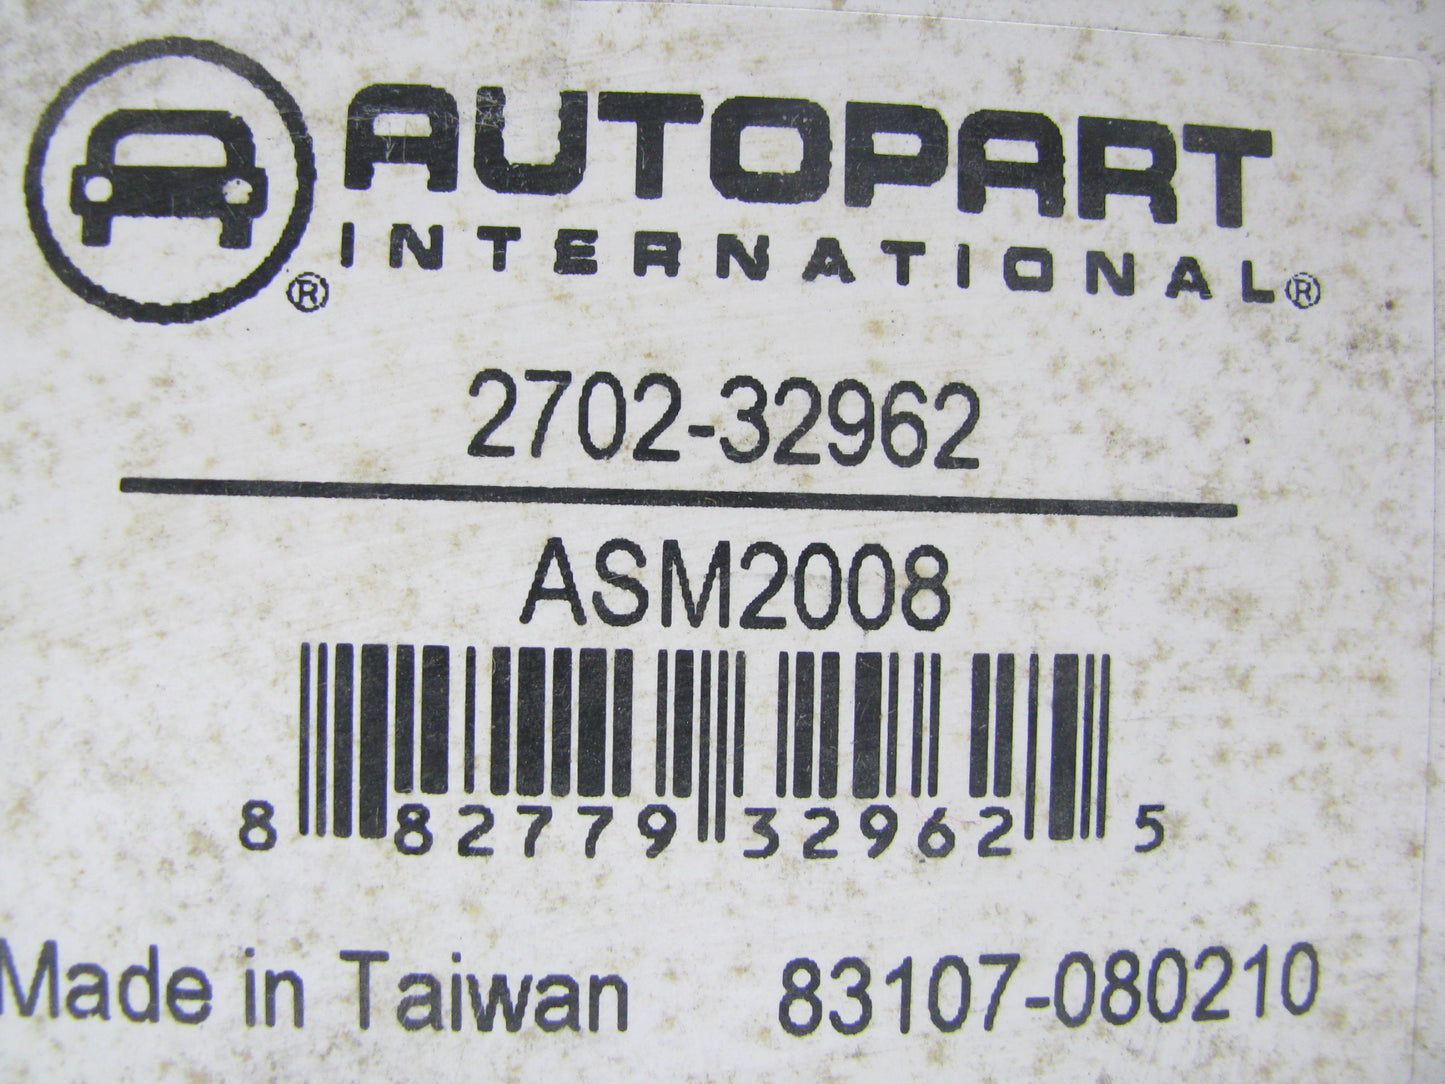 AUTOPART
INTERNATIONAL®
®
2702-32962
ASM2008
8 82779 32962 5
Made in Taiwan 83107-080210